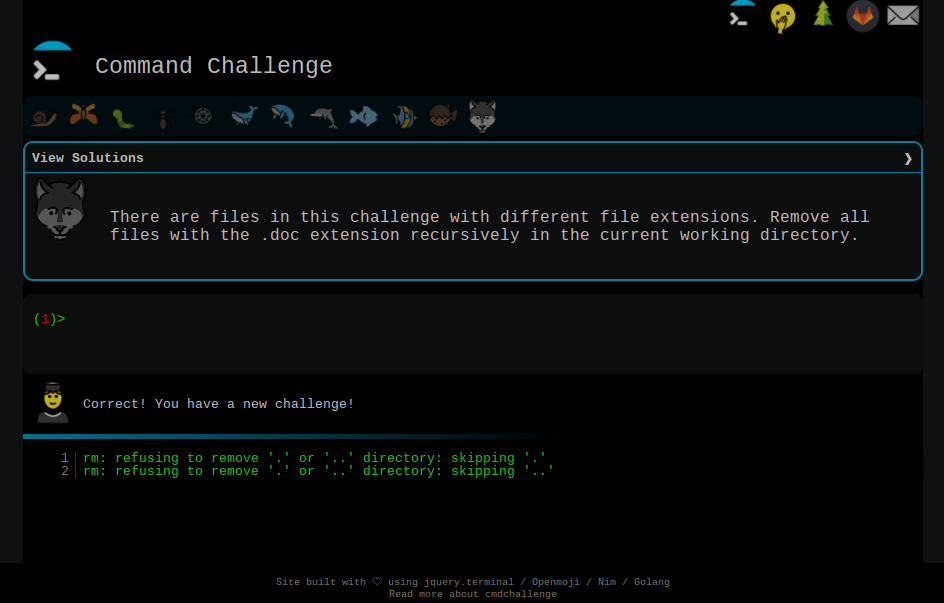 Command Challenge
View Solutions
There are files in this challenge with different file extensions. Remove all
files with the .doc extension recursively in the current working directory.
(1)>
Correct! You have a new challenge!
1 rm: refusing to remove '.' or '..' directory: skipping '.'
2 rm: refusing to remove '.' or '..' directory: skipping '..'
Site built with ♡ using jquery.terminal / Openmoji / Nim / Golang
Read more about cmdchallenge